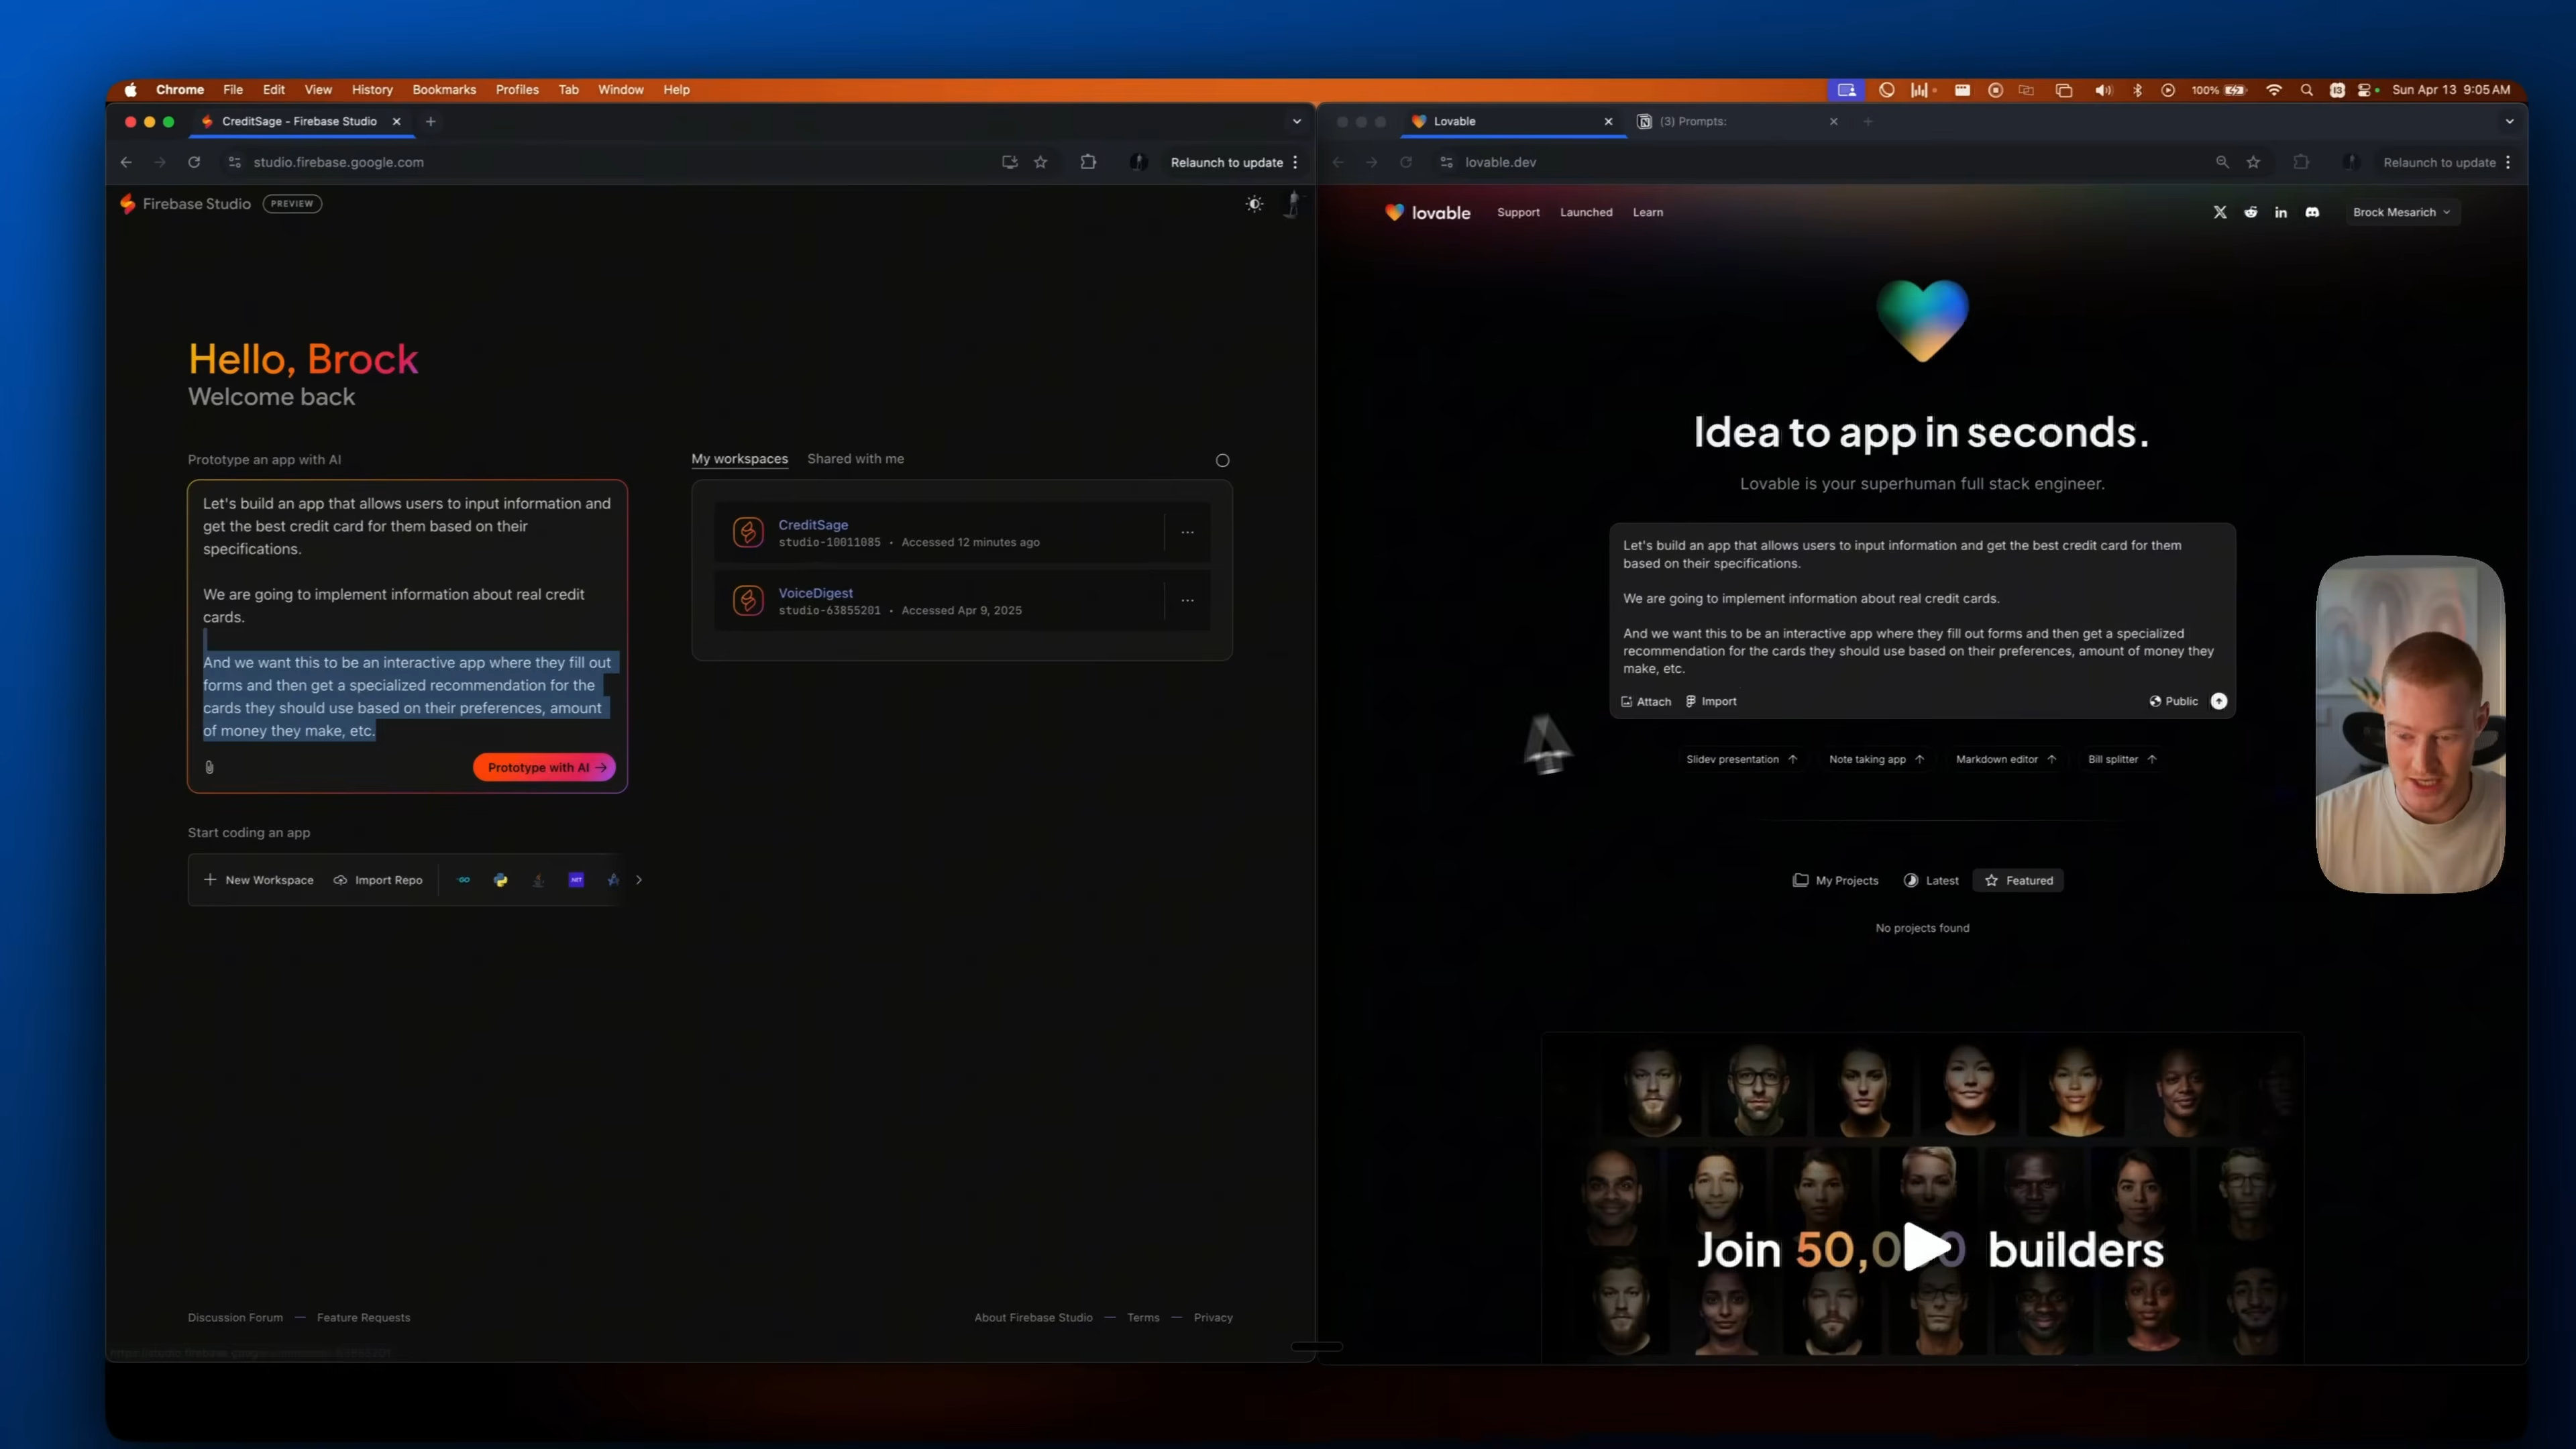 Chrome File Edit View History Bookmarks Profiles Tab Window Help
100% Sun Apr 13 9:05 AM
CreditSage - Firebase Studio
studio.firebase.google.com
Relaunch to update
Firebase Studio PREVIEW
Hello, Brock
Welcome back
Prototype an app with AI
Let's build an app that allows users to input information and
get the best credit card for them based on their
specifications.
We are going to implement information about real credit
cards.
And we want this to be an interactive app where they fill out
forms and then get a specialized recommendation for the
cards they should use based on their preferences, amount
of money they make, etc.
Prototype with AI
My workspaces Shared with me
CreditSage
studio-10011085 • Accessed 12 minutes ago
VoiceDigest
studio-63855201 • Accessed Apr 9, 2025
Start coding an app
New Workspace Import Repo
.NET
Discussion Forum — Feature Requests
About Firebase Studio — Terms — Privacy
Lovable
(3) Prompts:
lovable.dev
Relaunch to update
lovable Support Launched Learn
Brock Mesarich
Idea to app in seconds.
Lovable is your superhuman full stack engineer.
Let's build an app that allows users to input information and get the best credit card for them
based on their specifications.
We are going to implement information about real credit cards.
And we want this to be an interactive app where they fill out forms and then get a specialized
recommendation for the cards they should use based on their preferences, amount of money they
make, etc.
Attach Import Public
Slidev presentation Note taking app Markdown editor Bill splitter
My Projects Latest Featured
No projects found
Join builders